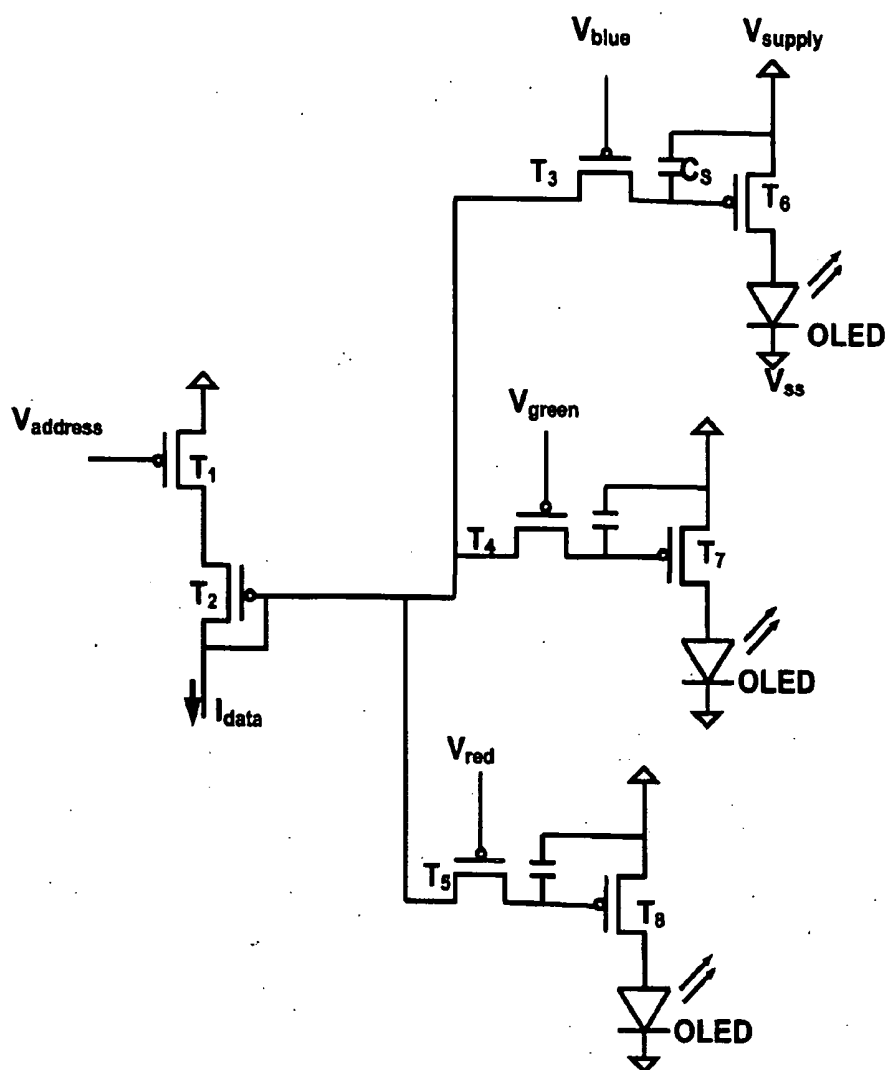 V_blue
V_supply
T_3
C_S
T_6
OLED
V_ss
V_address
T_1
V_green
T_4
T_7
T_2
OLED
I_data
V_red
T_5
T_8
OLED